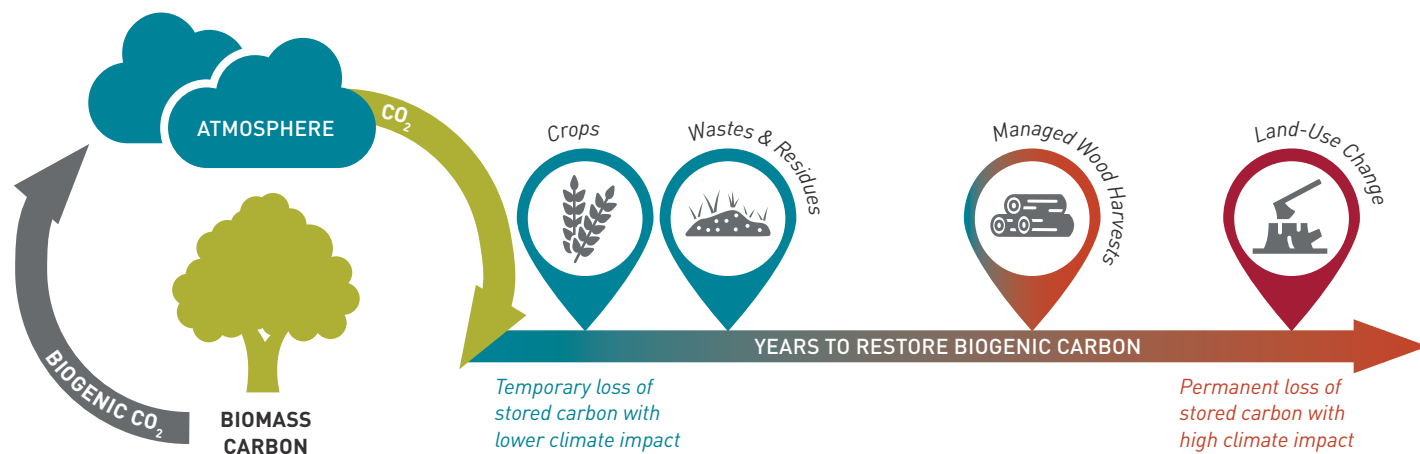 ATMOSPHERE
CO2
BIOGENIC CO2
BIOMASS
CARBON
Crops
Wastes & Residues
Managed Wood Harvests
Land-Use Change
YEARS TO RESTORE BIOGENIC CARBON
Temporary loss of
stored carbon with
lower climate impact
Permanent loss of
stored carbon with
high climate impact